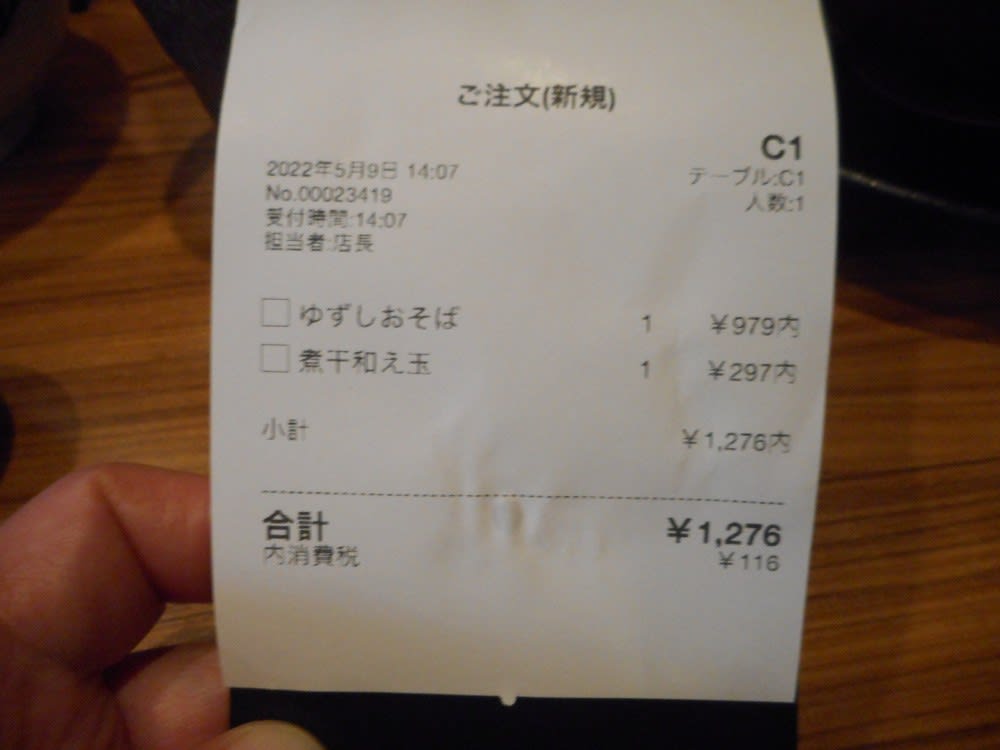 ご注文(新規)
C1
2022年5月9日 14:07
テーブル:C1
No.00023419
人数:1
受付時間:14:07
担当者:店長
ゆずしおそば 1 ¥979内
煮干和え玉 1 ¥297内
小計 ¥1,276内
合計 ¥1,276
内消費税 ¥116